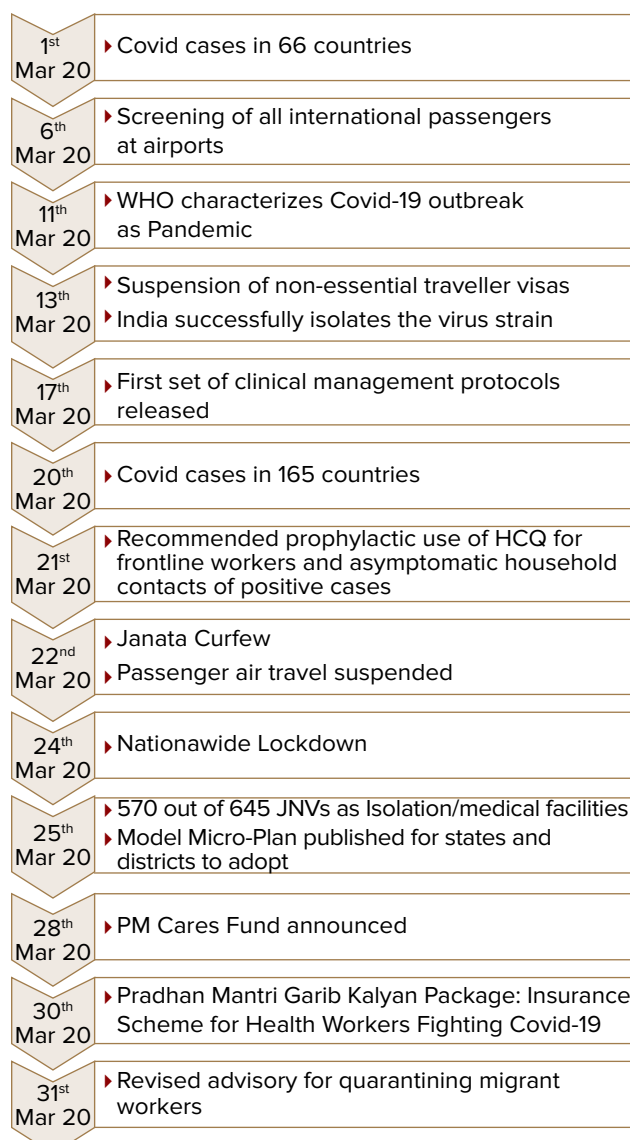 1st
Mar 20
Covid cases in 66 countries
6th
Mar 20
Screening of all international passengers
at airports
11th
Mar 20
WHO characterizes Covid-19 outbreak
as Pandemic
13th
Mar 20
Suspension of non-essential traveller visas
India successfully isolates the virus strain
17th
Mar 20
First set of clinical management protocols
released
20th
Mar 20
Covid cases in 165 countries
21st
Mar 20
Recommended prophylactic use of HCQ for
frontline workers and asymptomatic household
contacts of positive cases
22nd
Mar 20
Janata Curfew
Passenger air travel suspended
24th
Mar 20
Nationawide Lockdown
25th
Mar 20
570 out of 645 JNVs as Isolation/medical facilities
Model Micro-Plan published for states and
districts to adopt
28th
Mar 20
PM Cares Fund announced
30th
Mar 20
Pradhan Mantri Garib Kalyan Package: Insurance
Scheme for Health Workers Fighting Covid-19
31st
Mar 20
Revised advisory for quarantining migrant
workers